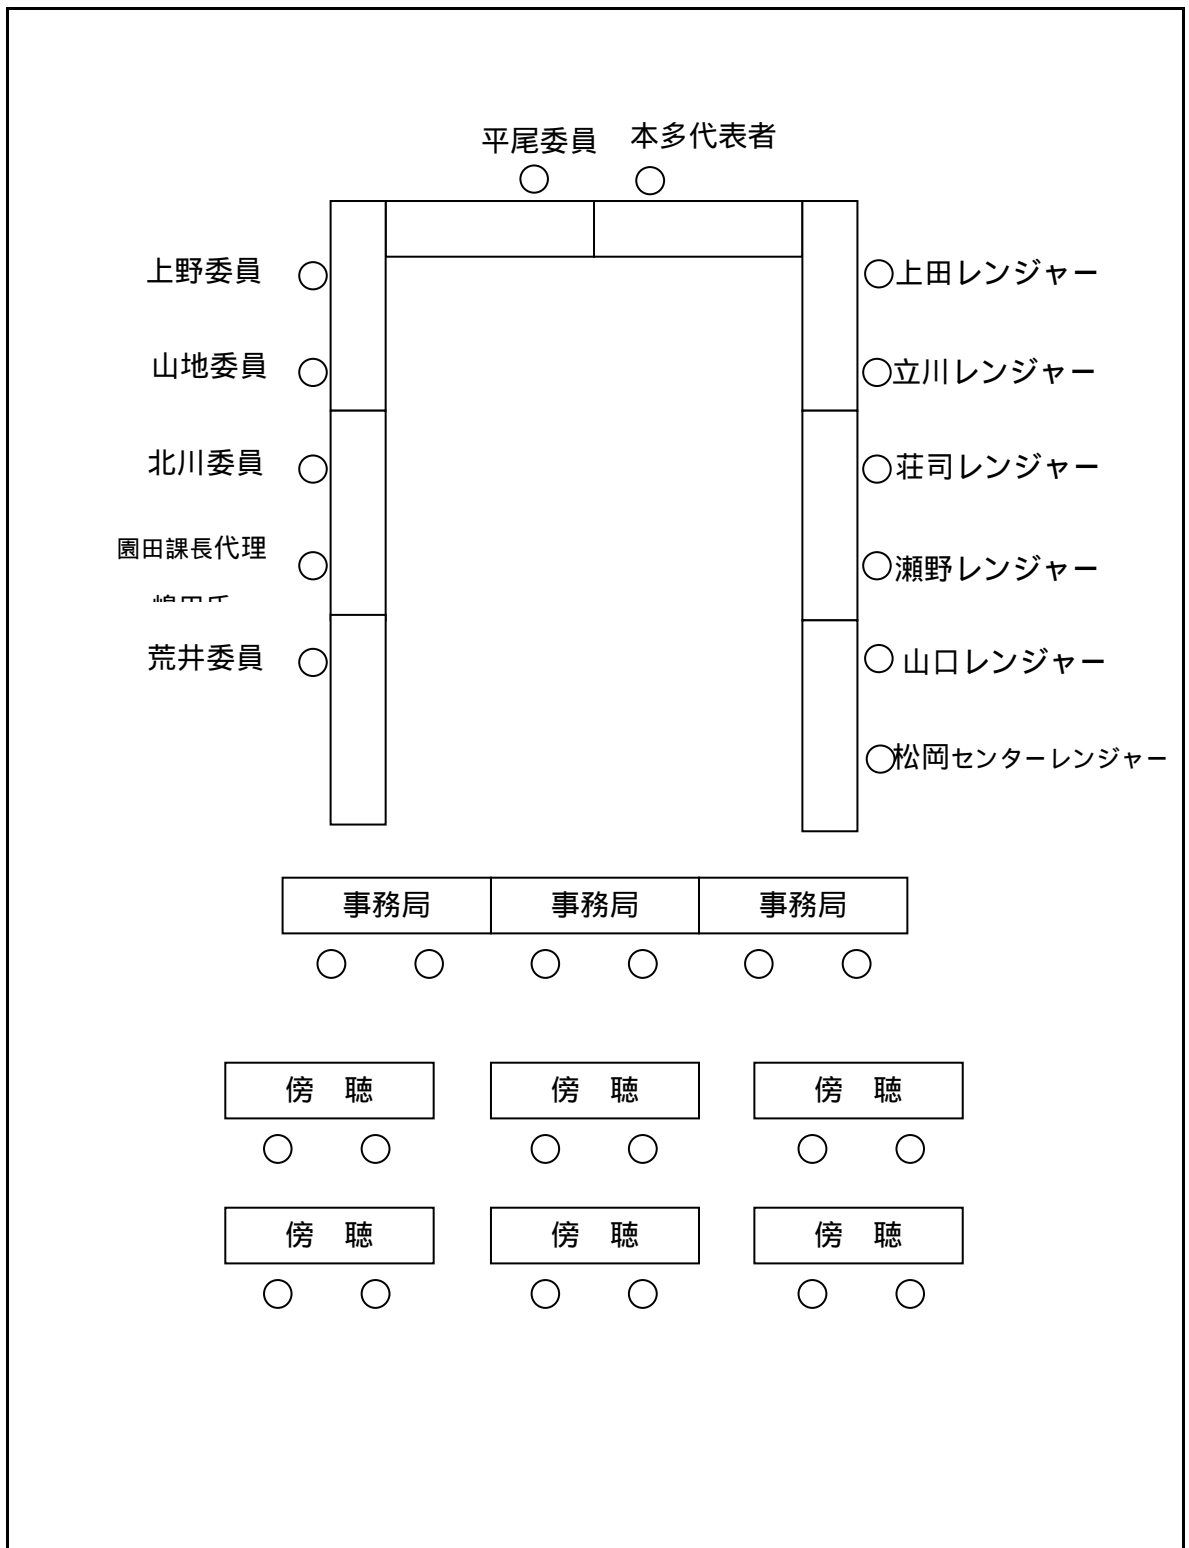 平尾委員 本多代表者
上野委員 上田レンジャー
山地委員 立川レンジャー
北川委員 荘司レンジャー
園田課長代理 瀬野レンジャー
荒井委員 山口レンジャー
松岡センターレンジャー
事務局 事務局 事務局
傍　聴 傍　聴 傍　聴
傍　聴 傍　聴 傍　聴